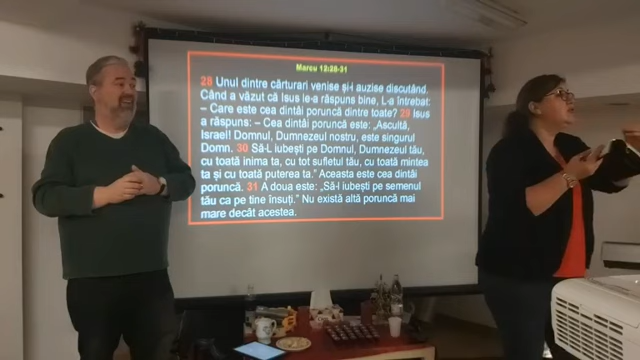 Marcu 12:28-31
28 Unul dintre cărturari venise și-i auzise discutând.
Când a văzut că Isus le-a răspuns bine, L-a întrebat:
– Care este cea dintâi poruncă dintre toate? 29 Isus
a răspuns: – Cea dintâi poruncă este: „Ascultă,
Israel! Domnul, Dumnezeul nostru, este singurul
Domn. 30 Să-L iubești pe Domnul, Dumnezeul tău,
cu toată inima ta, cu tot sufletul tău, cu toată mintea
ta și cu toată puterea ta.” Aceasta este cea dintâi
poruncă. 31 A doua este: „Să-l iubești pe semenul
tău ca pe tine însuți.” Nu există altă poruncă mai
mare decât acestea.